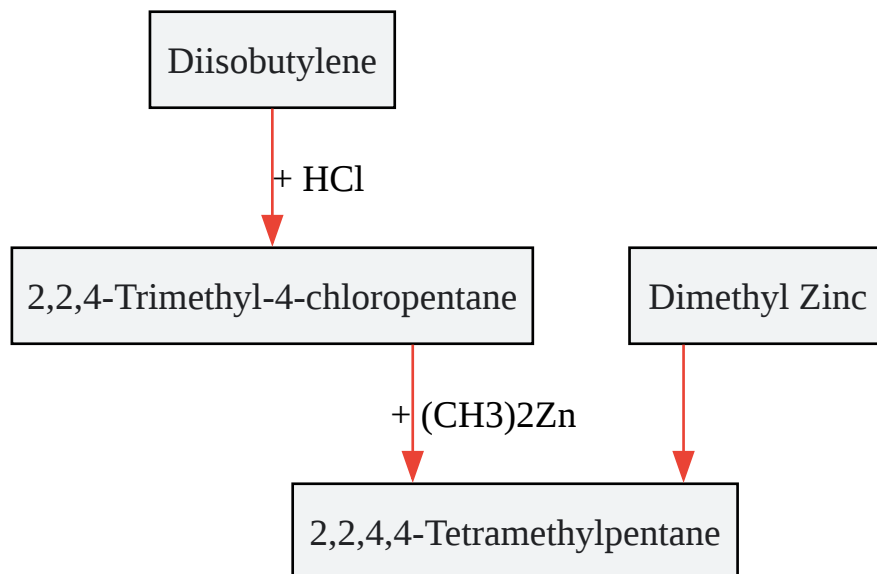 Diisobutylene
+ HCl
2,2,4-Trimethyl-4-chloropentane
Dimethyl Zinc
+ (CH3)2Zn
2,2,4,4-Tetramethylpentane